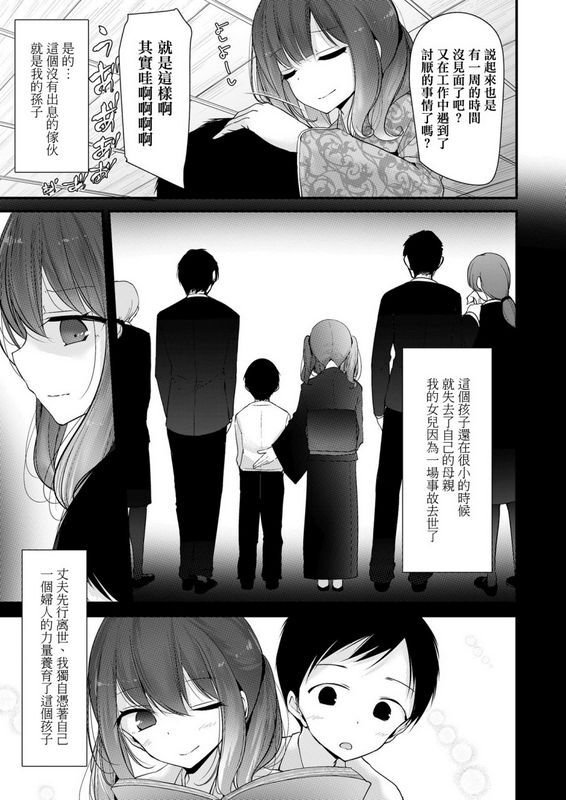 說起來也是
有一周的時間
沒見面了吧？
又在工作中遇到了
討厭的事情了嗎？
就是這樣啊
其實哇啊啊啊啊
是的…
這個沒有出息的傢伙
就是我的孫子
這個孩子還在很小的時候
就失去了自己的母親
我的女兒因為一場事故去世了
丈夫先行离世、我獨自憑著自己
一個婦人的力量養育了這個孩子